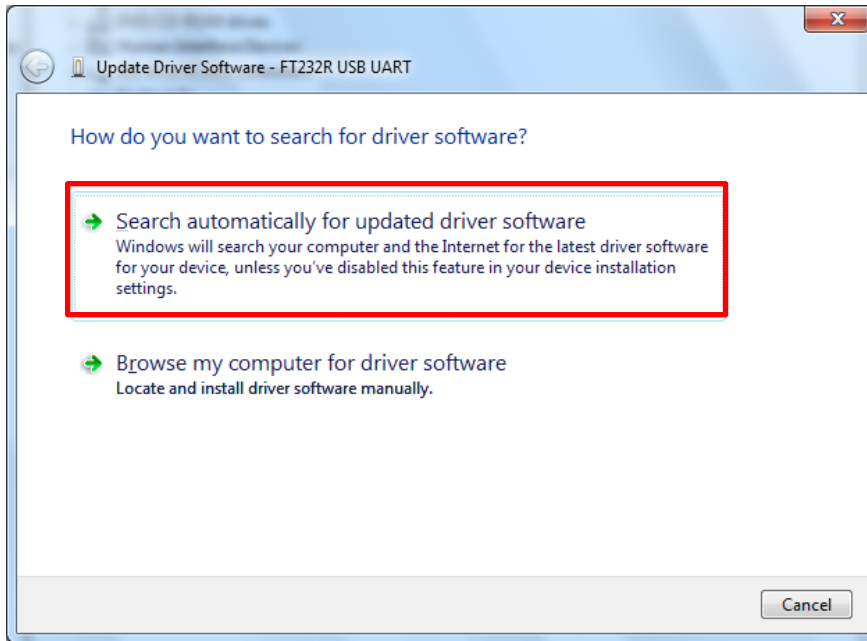 Update Driver Software - FT232R USB UART
How do you want to search for driver software?
Search automatically for updated driver software
Windows will search your computer and the Internet for the latest driver software
for your device, unless you've disabled this feature in your device installation
settings.
Browse my computer for driver software
Locate and install driver software manually.
Cancel